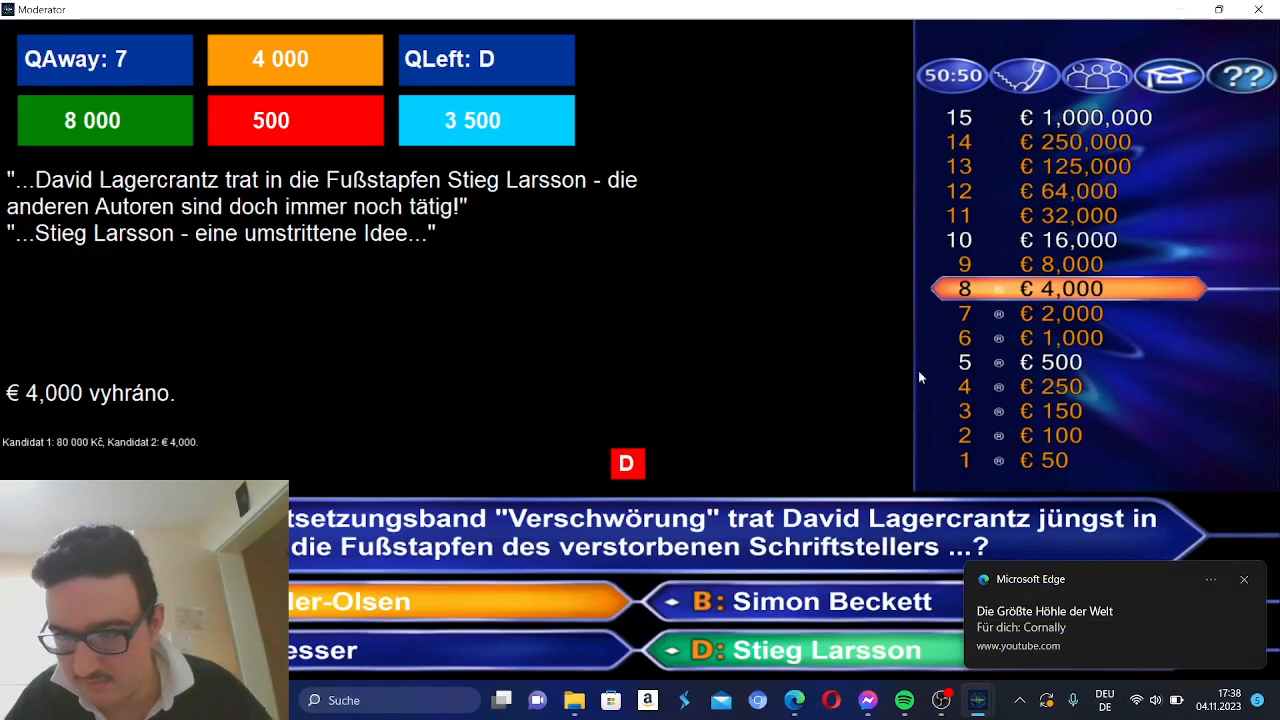 Moderator
QAway: 7
4 000
QLeft: D
8 000
500
3 500
"...David Lagercrantz trat in die Fußstapfen Stieg Larsson - die
anderen Autoren sind doch immer noch tätig!"
"...Stieg Larsson - eine umstrittene Idee..."
€ 4,000 vyhráno.
Kandidat 1: 80 000 Kč, Kandidat 2: € 4,000.
D
50:50
??
15 € 1,000,000
14 € 250,000
13 € 125,000
12 € 64,000
11 € 32,000
10 € 16,000
9 € 8,000
8 € 4,000
7 € 2,000
6 € 1,000
5 € 500
4 € 250
3 € 150
2 € 100
1 € 50
tsetzungsband "Verschwörung" trat David Lagercrantz jüngst in
die Fußstapfen des verstorbenen Schriftstellers ...?
ler-Olsen
B: Simon Beckett
esser
D: Stieg Larsson
Microsoft Edge
Die Größte Höhle der Welt
Für dich: Cornally
www.youtube.com
Suche
DEU
DE
17:38
04.11.2023
5